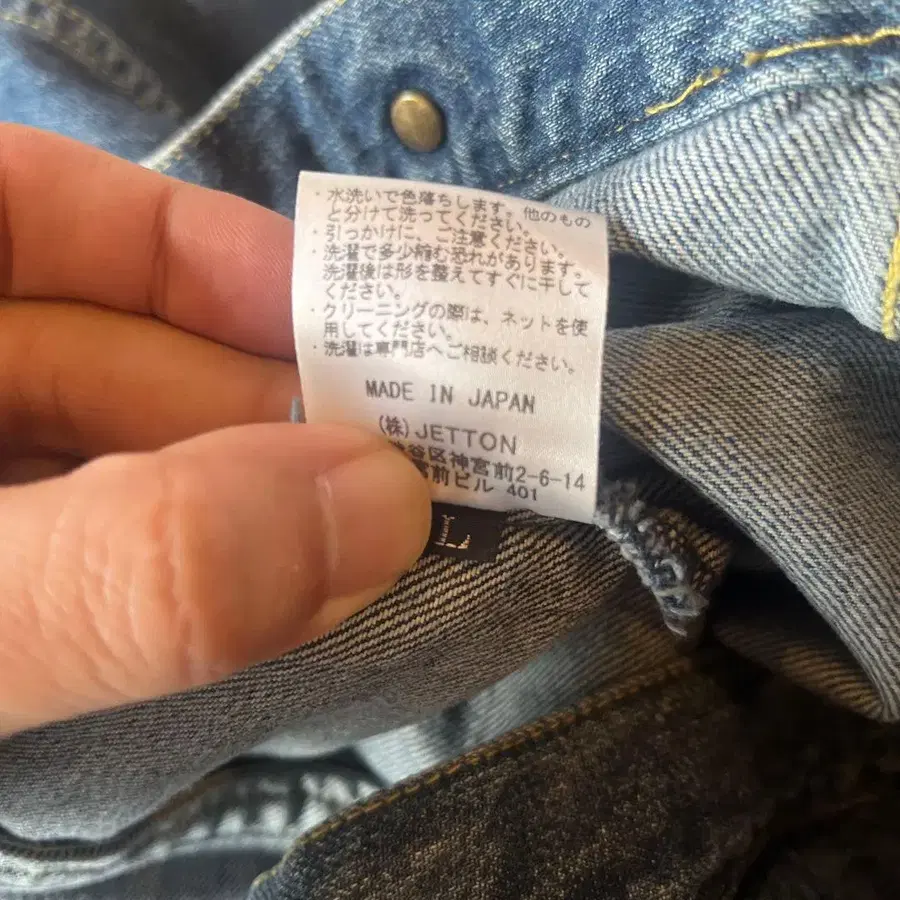 ・水洗いで色落ちします。他のもの
と分けて洗ってください。
・引っかけに、ご注意ください。
・洗濯で多少縮む恐れがあります。
洗濯後は形を整えてすぐに干して
ください。
・クリーニングの際は、ネットを使
用してください。
・洗濯は専門店へご相談ください。
MADE IN JAPAN
(株)JETTON
渋谷区神宮前2-6-14
宮前ビル 401
L